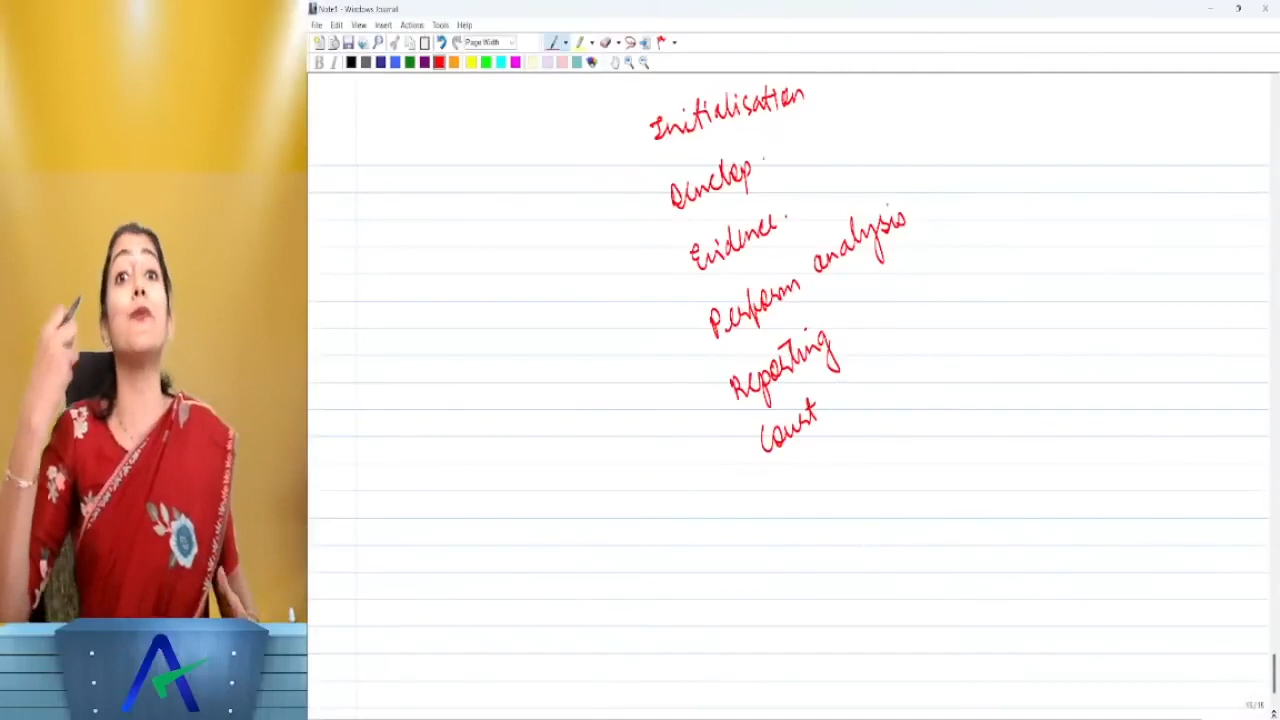 Note1 - Windows Journal
File Edit View Insert Actions Tools Help
Page Width
B I
Initialisation
Develop
Evidence.
Perform analysis
Reporting
Court